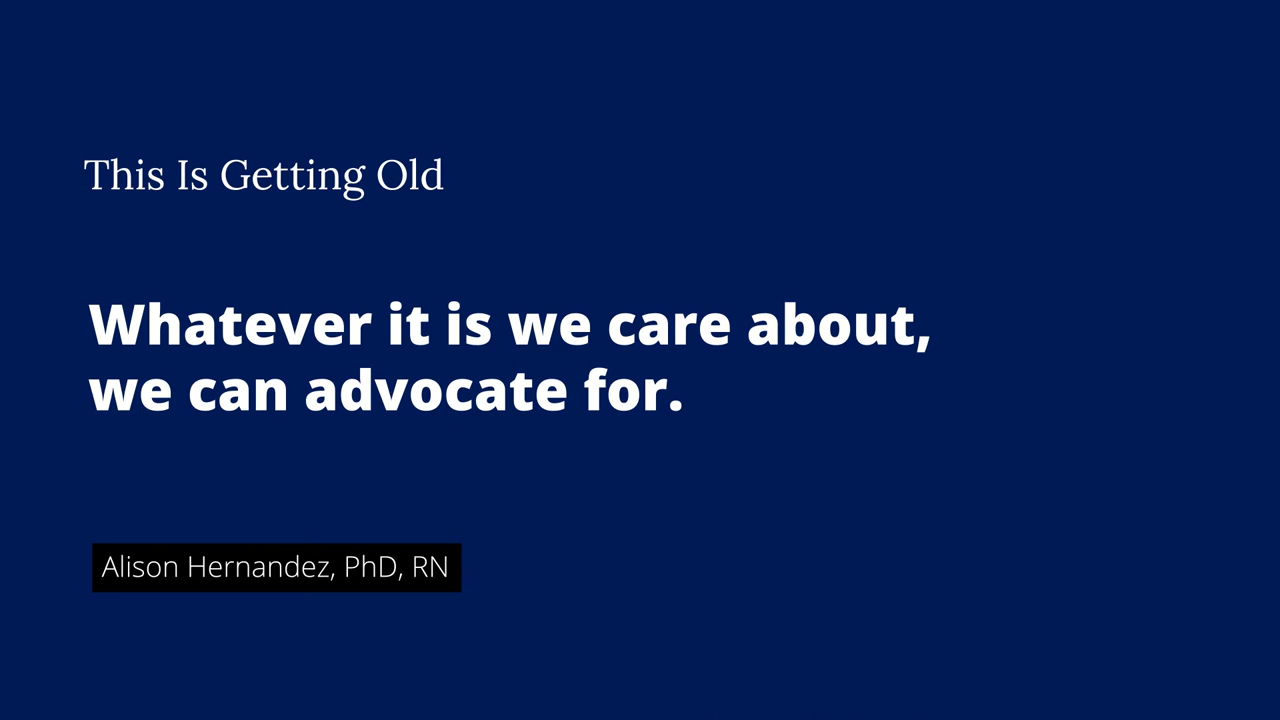 This Is Getting Old
Whatever it is we care about,
we can advocate for.
Alison Hernandez, PhD, RN